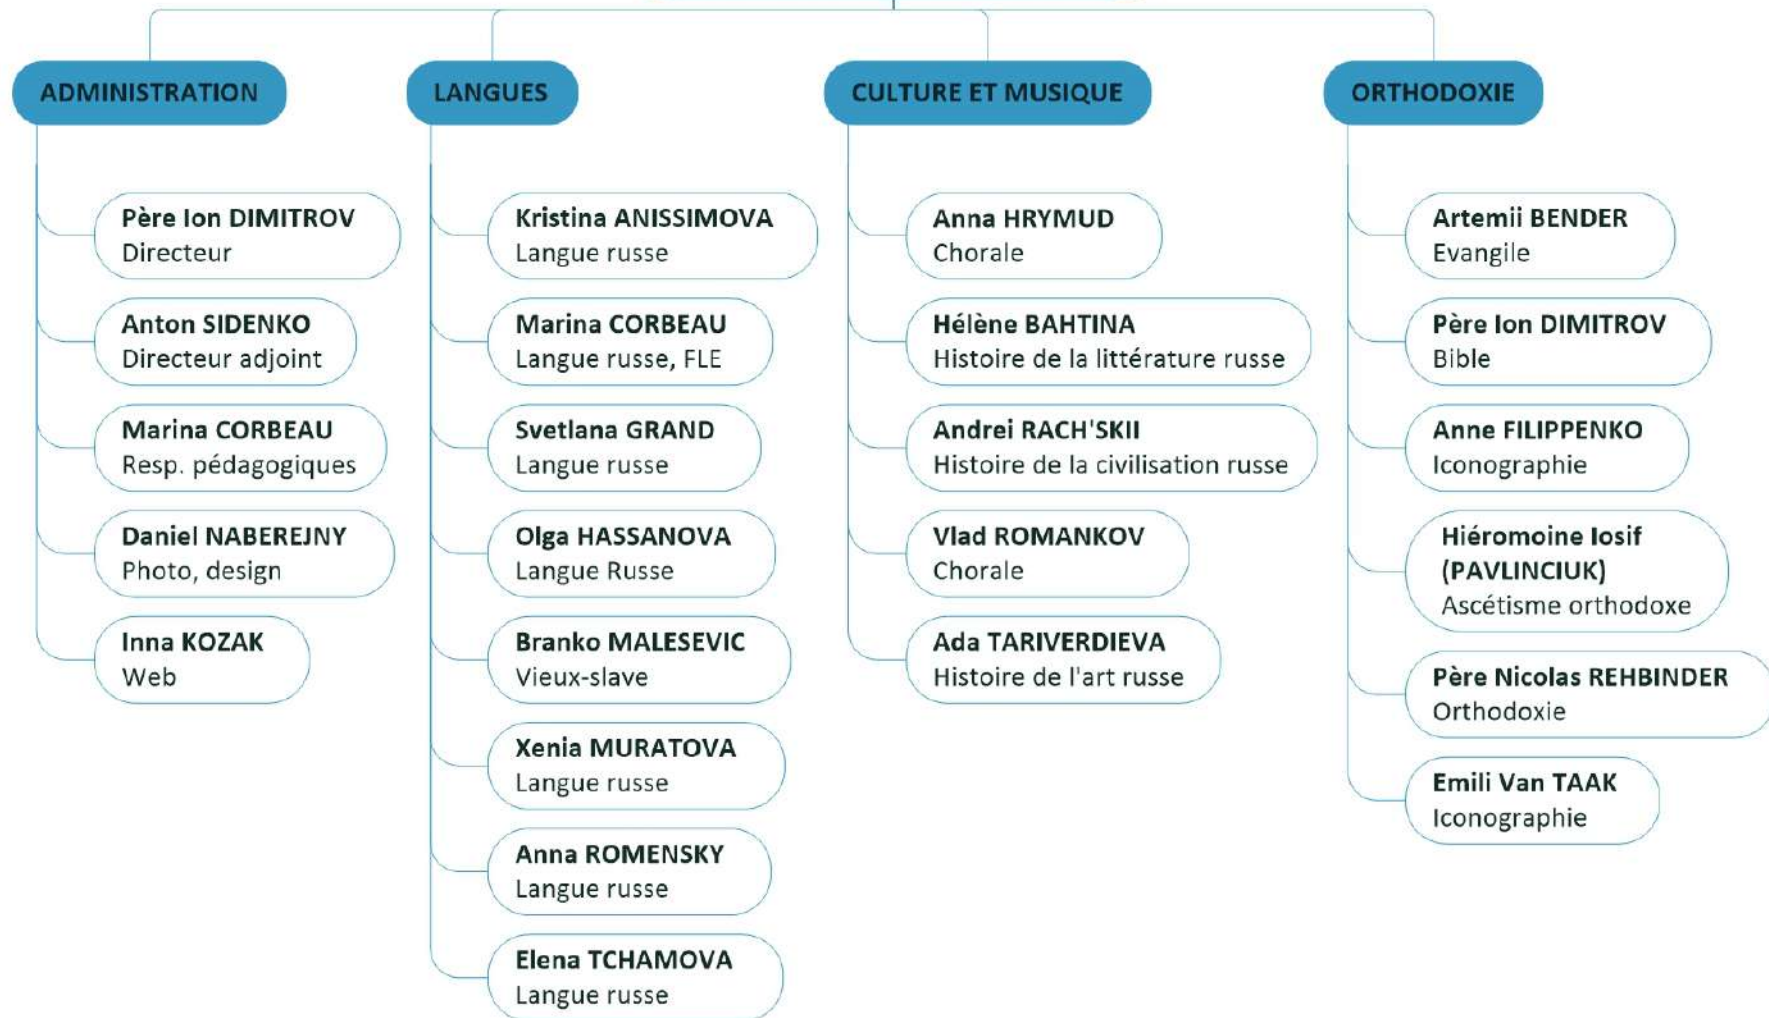 ADMINISTRATION
Père Ion DIMITROV
Directeur
Anton SIDENKO
Directeur adjoint
Marina CORBEAU
Resp. pédagogiques
Daniel NABEREJNY
Photo, design
Inna KOZAK
Web
LANGUES
Kristina ANISSIMOVA
Langue russe
Marina CORBEAU
Langue russe, FLE
Svetlana GRAND
Langue russe
Olga HASSANOVA
Langue Russe
Branko MALESEVIC
Vieux-slave
Xenia MURATOVA
Langue russe
Anna ROMENSKY
Langue russe
Elena TCHAMOVA
Langue russe
CULTURE ET MUSIQUE
Anna HRYMUD
Chorale
Hélène BAHTINA
Histoire de la littérature russe
Andrei RACH'SKII
Histoire de la civilisation russe
Vlad ROMANKOV
Chorale
Ada TARIVERDIEVA
Histoire de l'art russe
ORTHODOXIE
Artemii BENDER
Evangile
Père Ion DIMITROV
Bible
Anne FILIPPENKO
Iconographie
Hiéromoine Iosif
(PAVLINCIUK)
Ascétisme orthodoxe
Père Nicolas REHBINDER
Orthodoxie
Emili Van TAAK
Iconographie